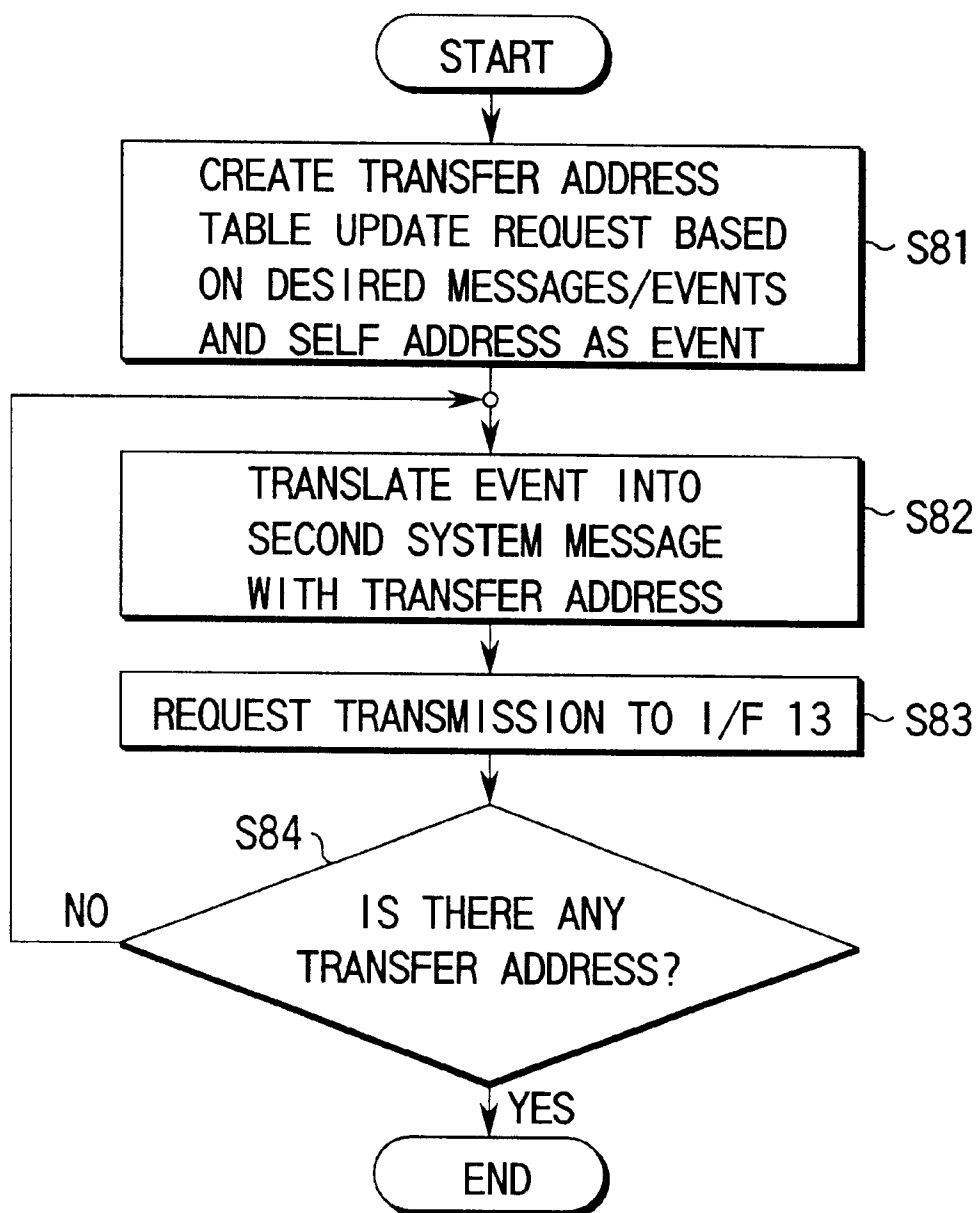 START
CREATE TRANSFER ADDRESS
TABLE UPDATE REQUEST BASED
ON DESIRED MESSAGES/EVENTS
AND SELF ADDRESS AS EVENT
S81
TRANSLATE EVENT INTO
SECOND SYSTEM MESSAGE
WITH TRANSFER ADDRESS
S82
REQUEST TRANSMISSION TO I/F 13
S83
S84
NO
IS THERE ANY
TRANSFER ADDRESS?
YES
END